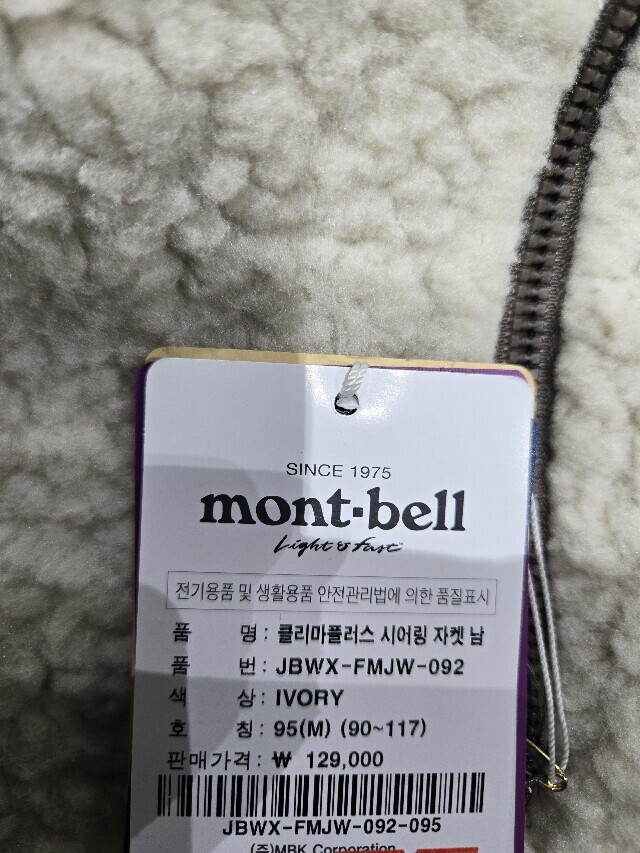 SINCE 1975
mont-bell
Light & Fast
전기용품 및 생활용품 안전관리법에 의한 품질표시
품 명 : 클리마플러스 시어링 자켓 남
품 번 : JBWX-FMJW-092
색 상 : IVORY
호 칭 : 95(M) (90~117)
판매가격 : ₩ 129,000
JBWX-FMJW-092-095
(주)MBK Corporation